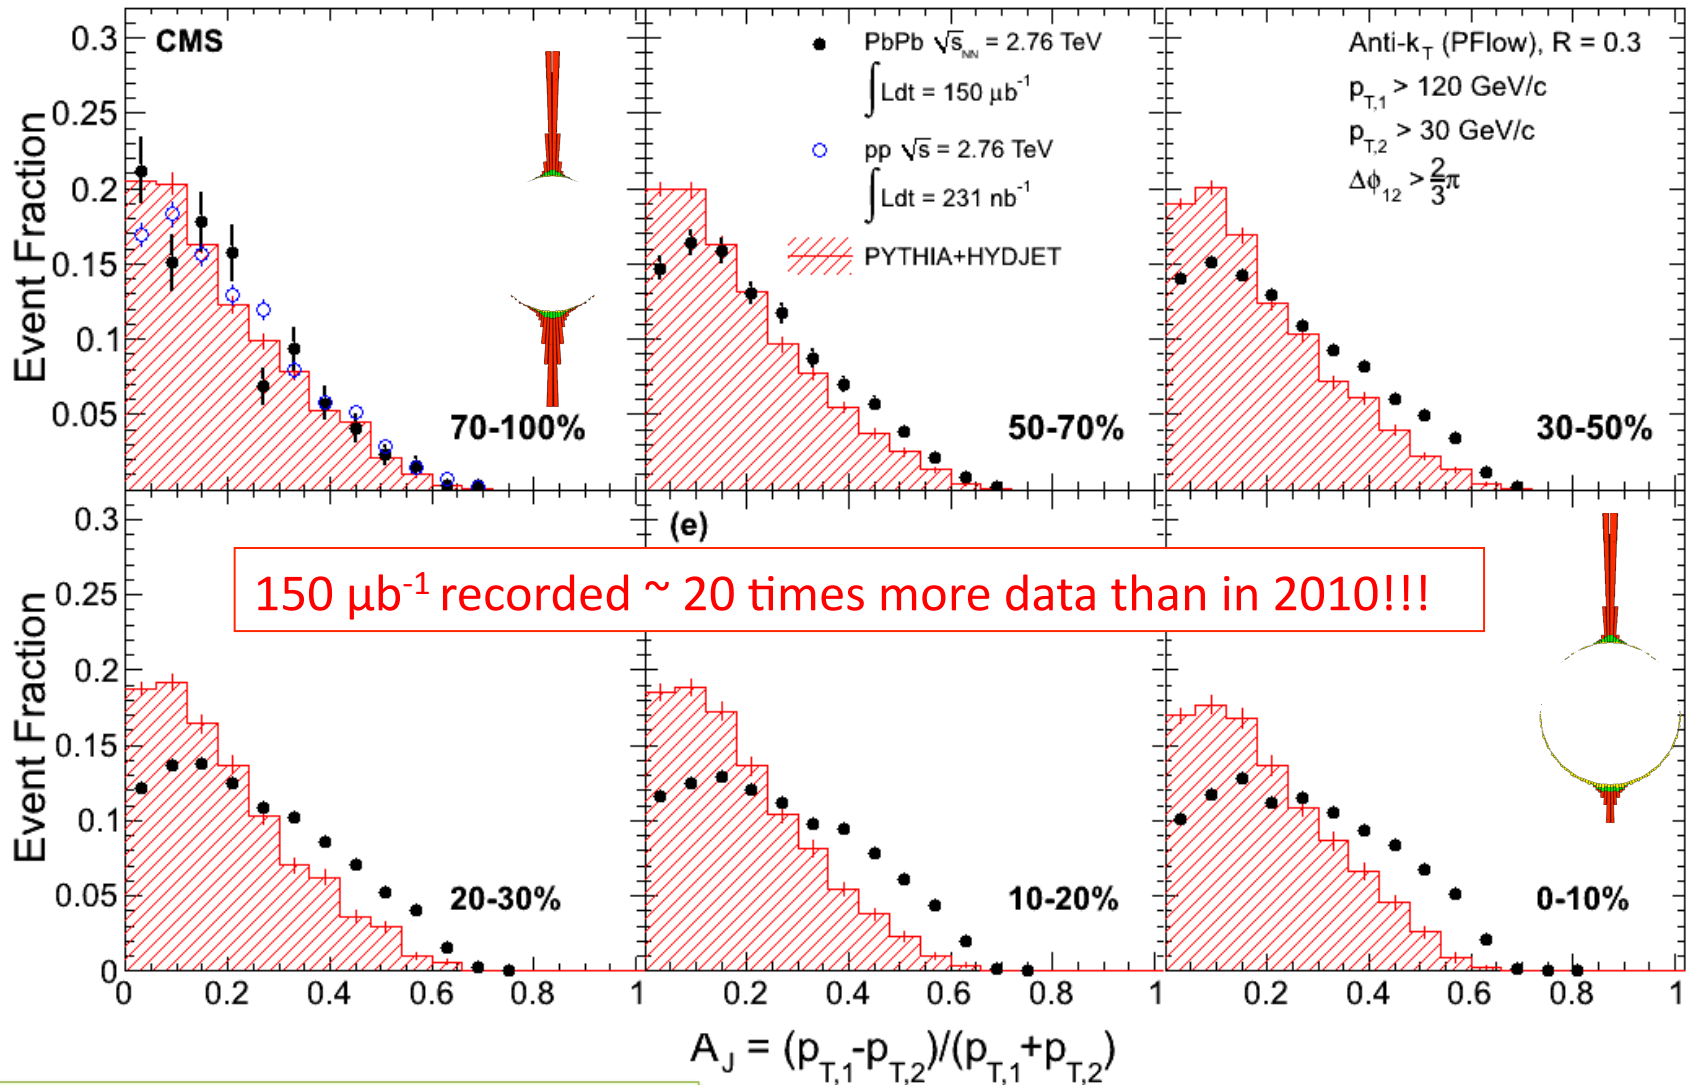 CMS
PbPb √s_NN = 2.76 TeV
∫Ldt = 150 μb⁻¹
pp √s = 2.76 TeV
∫Ldt = 231 nb⁻¹
PYTHIA+HYDJET
Anti-k_T (PFlow), R = 0.3
p_T,1 > 120 GeV/c
p_T,2 > 30 GeV/c
Δϕ_12 > 2/3π
Event Fraction
0.3
0.25
0.2
0.15
0.1
0.05
70-100%
50-70%
30-50%
(e)
150 μb⁻¹ recorded ~ 20 times more data than in 2010!!!
Event Fraction
0.3
0.25
0.2
0.15
0.1
0.05
0
20-30%
10-20%
0-10%
0 0.2 0.4 0.6 0.8 1
0.2 0.4 0.6 0.8 1
0.2 0.4 0.6 0.8 1
A_J = (p_T,1-p_T,2)/(p_T,1+p_T,2)